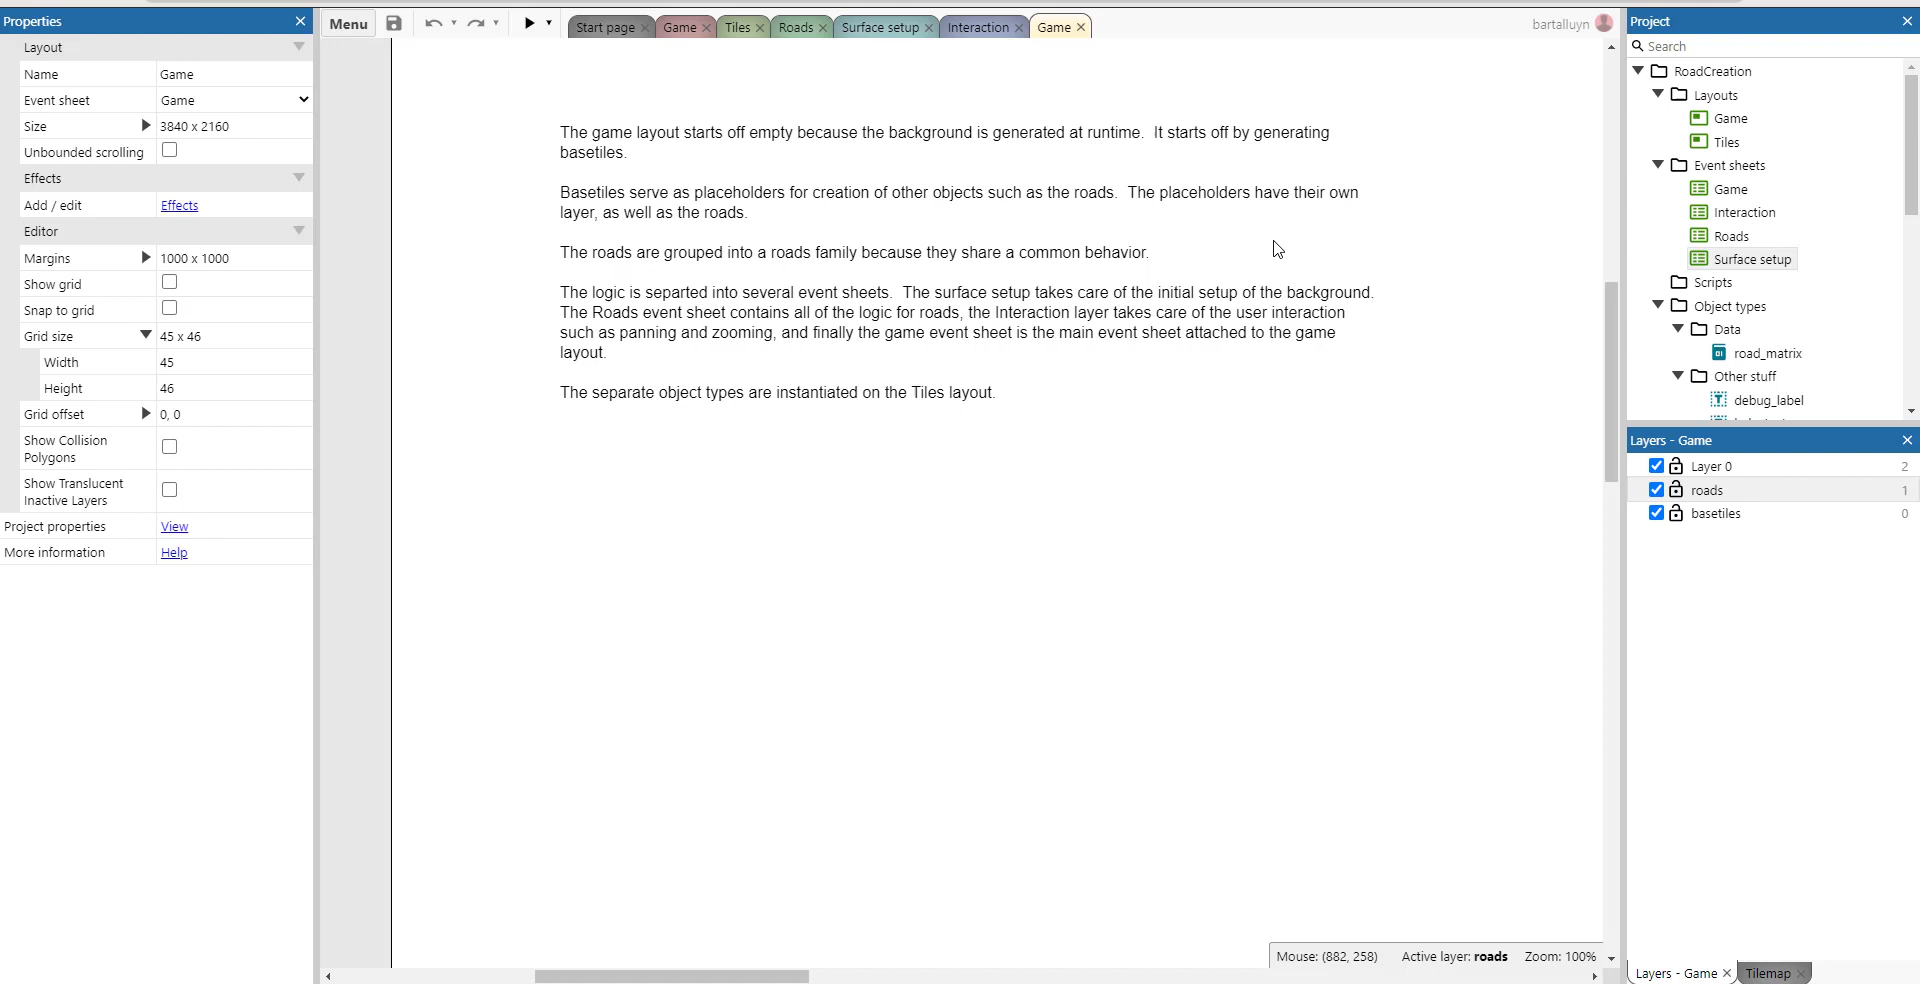 Properties
Layout
Name Game
Event sheet Game
Size 3840 x 2160
Unbounded scrolling
Effects
Add / edit Effects
Editor
Margins 1000 x 1000
Show grid
Snap to grid
Grid size 45 x 46
Width 45
Height 46
Grid offset 0, 0
Show Collision
Polygons
Show Translucent
Inactive Layers
Project properties View
More information Help
Menu
Start page Game Tiles Roads Surface setup Interaction Game
bartalluyn
The game layout starts off empty because the background is generated at runtime.  It starts off by generating
basetiles.
Basetiles serve as placeholders for creation of other objects such as the roads.  The placeholders have their own
layer, as well as the roads.
The roads are grouped into a roads family because they share a common behavior.
The logic is separted into several event sheets.  The surface setup takes care of the initial setup of the background.
The Roads event sheet contains all of the logic for roads, the Interaction layer takes care of the user interaction
such as panning and zooming, and finally the game event sheet is the main event sheet attached to the game
layout.
The separate object types are instantiated on the Tiles layout.
Mouse: (882, 258) Active layer: roads Zoom: 100%
Project
Search
RoadCreation
Layouts
Game
Tiles
Event sheets
Game
Interaction
Roads
Surface setup
Scripts
Object types
Data
road_matrix
Other stuff
debug_label
Layers - Game
Layer 0 2
roads 1
basetiles 0
Layers - Game Tilemap